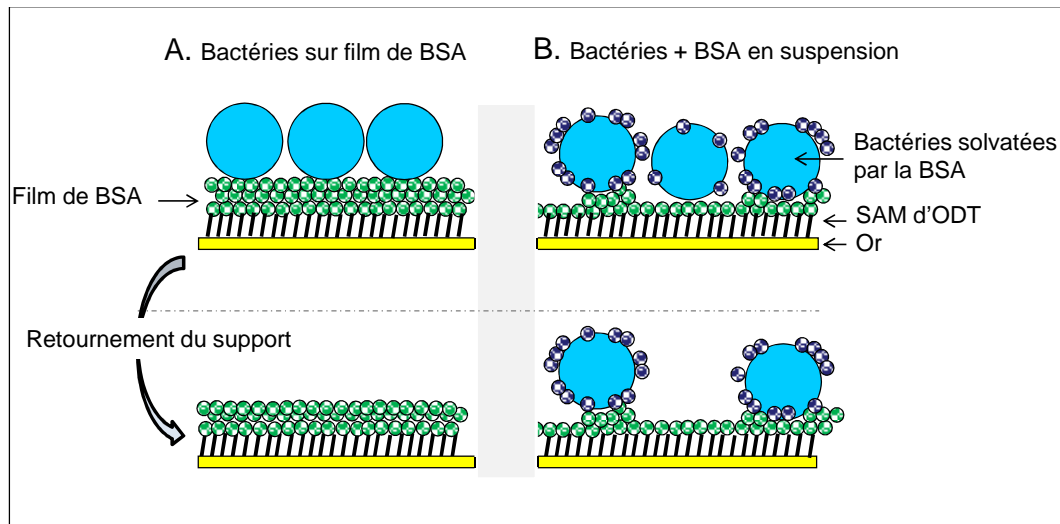 A. Bactéries sur film de BSA
B. Bactéries + BSA en suspension
Film de BSA
Bactéries solvatées
par la BSA
SAM d'ODT
Or
Retournement du support